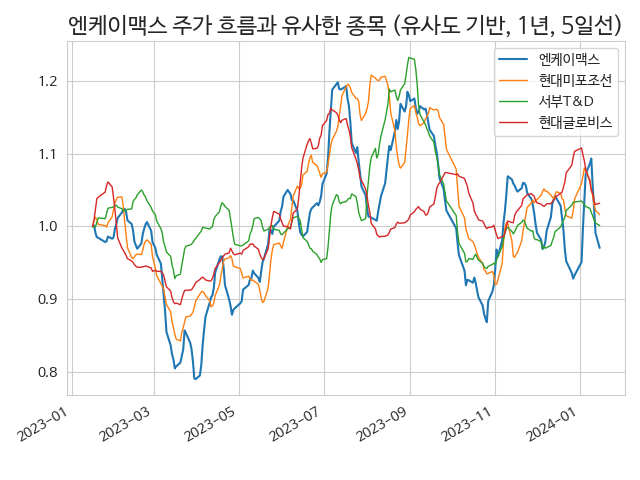 엔케이맥스 주가 흐름과 유사한 종목 (유사도 기반, 1년, 5일선)
엔케이맥스
현대미포조선
서부T&D
현대글로비스
1.2
1.1
1.0
0.9
0.8
2023-01
2023-03
2023-05
2023-07
2023-09
2023-11
2024-01